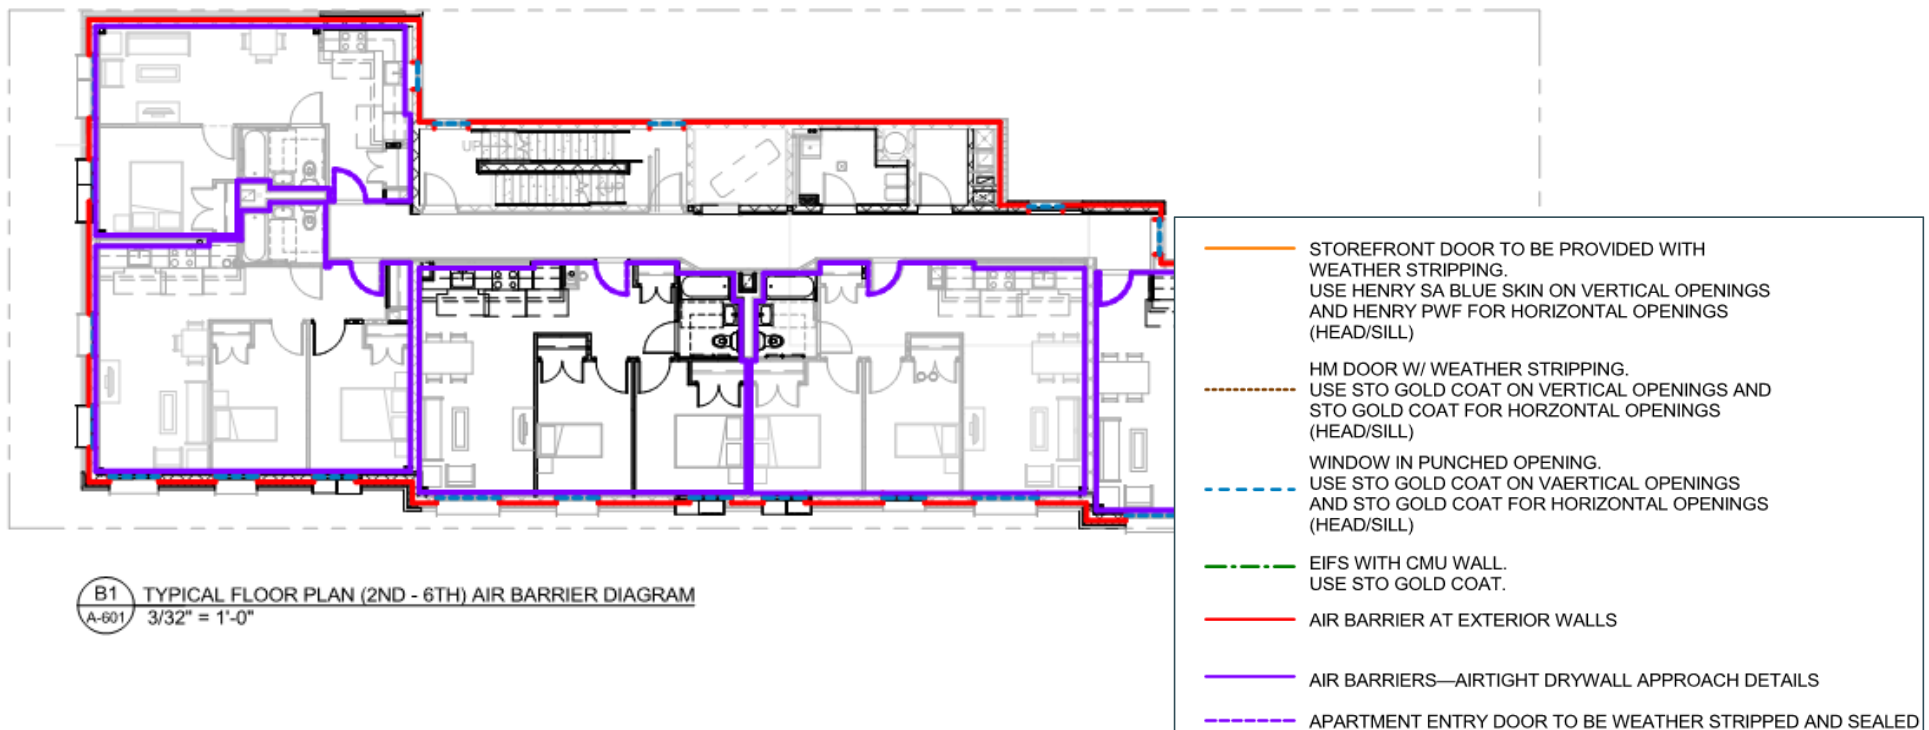 UP
STOREFRONT DOOR TO BE PROVIDED WITH
WEATHER STRIPPING.
USE HENRY SA BLUE SKIN ON VERTICAL OPENINGS
AND HENRY PWF FOR HORIZONTAL OPENINGS
(HEAD/SILL)
HM DOOR W/ WEATHER STRIPPING.
USE STO GOLD COAT ON VERTICAL OPENINGS AND
STO GOLD COAT FOR HORZONTAL OPENINGS
(HEAD/SILL)
WINDOW IN PUNCHED OPENING.
USE STO GOLD COAT ON VAERTICAL OPENINGS
AND STO GOLD COAT FOR HORIZONTAL OPENINGS
(HEAD/SILL)
EIFS WITH CMU WALL.
USE STO GOLD COAT.
AIR BARRIER AT EXTERIOR WALLS
AIR BARRIERS—AIRTIGHT DRYWALL APPROACH DETAILS
APARTMENT ENTRY DOOR TO BE WEATHER STRIPPED AND SEALED
B1
A-601
TYPICAL FLOOR PLAN (2ND - 6TH) AIR BARRIER DIAGRAM
3/32" = 1'-0"